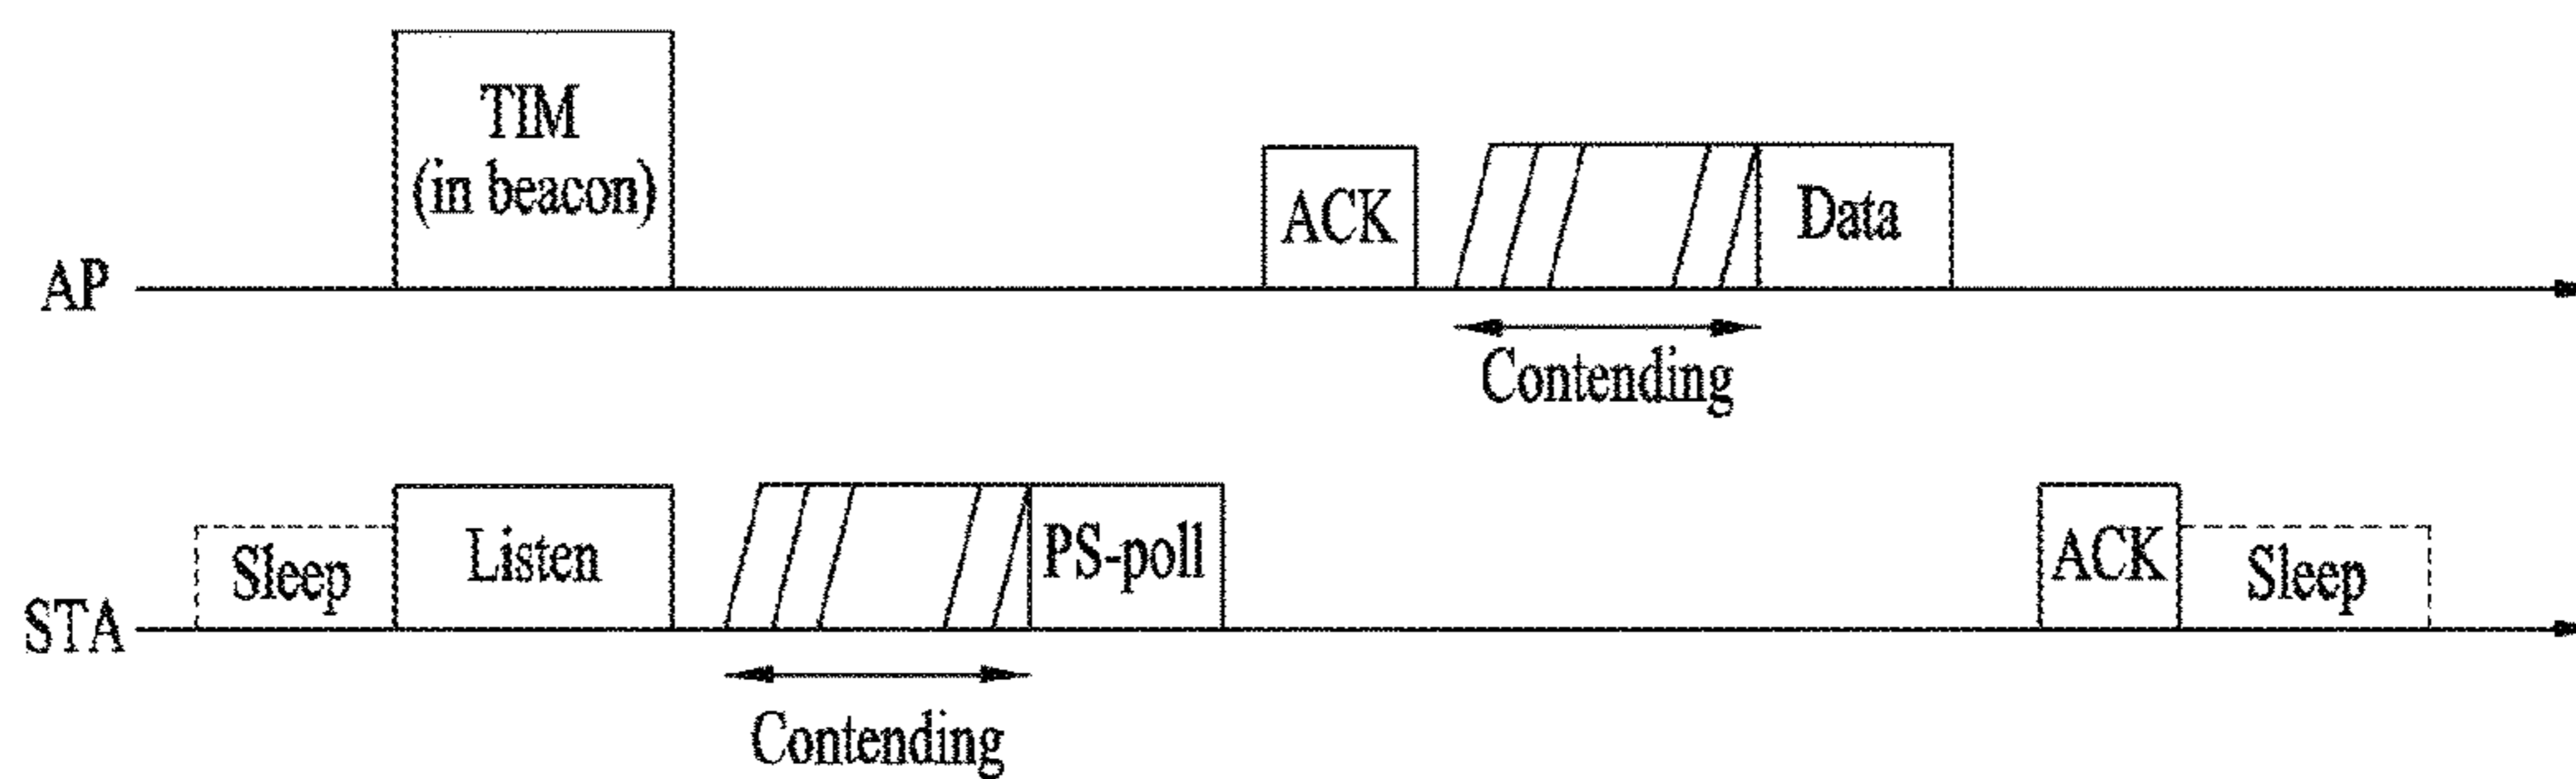 TIM
(in beacon)
ACK
Data
AP
Contending
Sleep
Listen
PS-poll
ACK
Sleep
STA
Contending